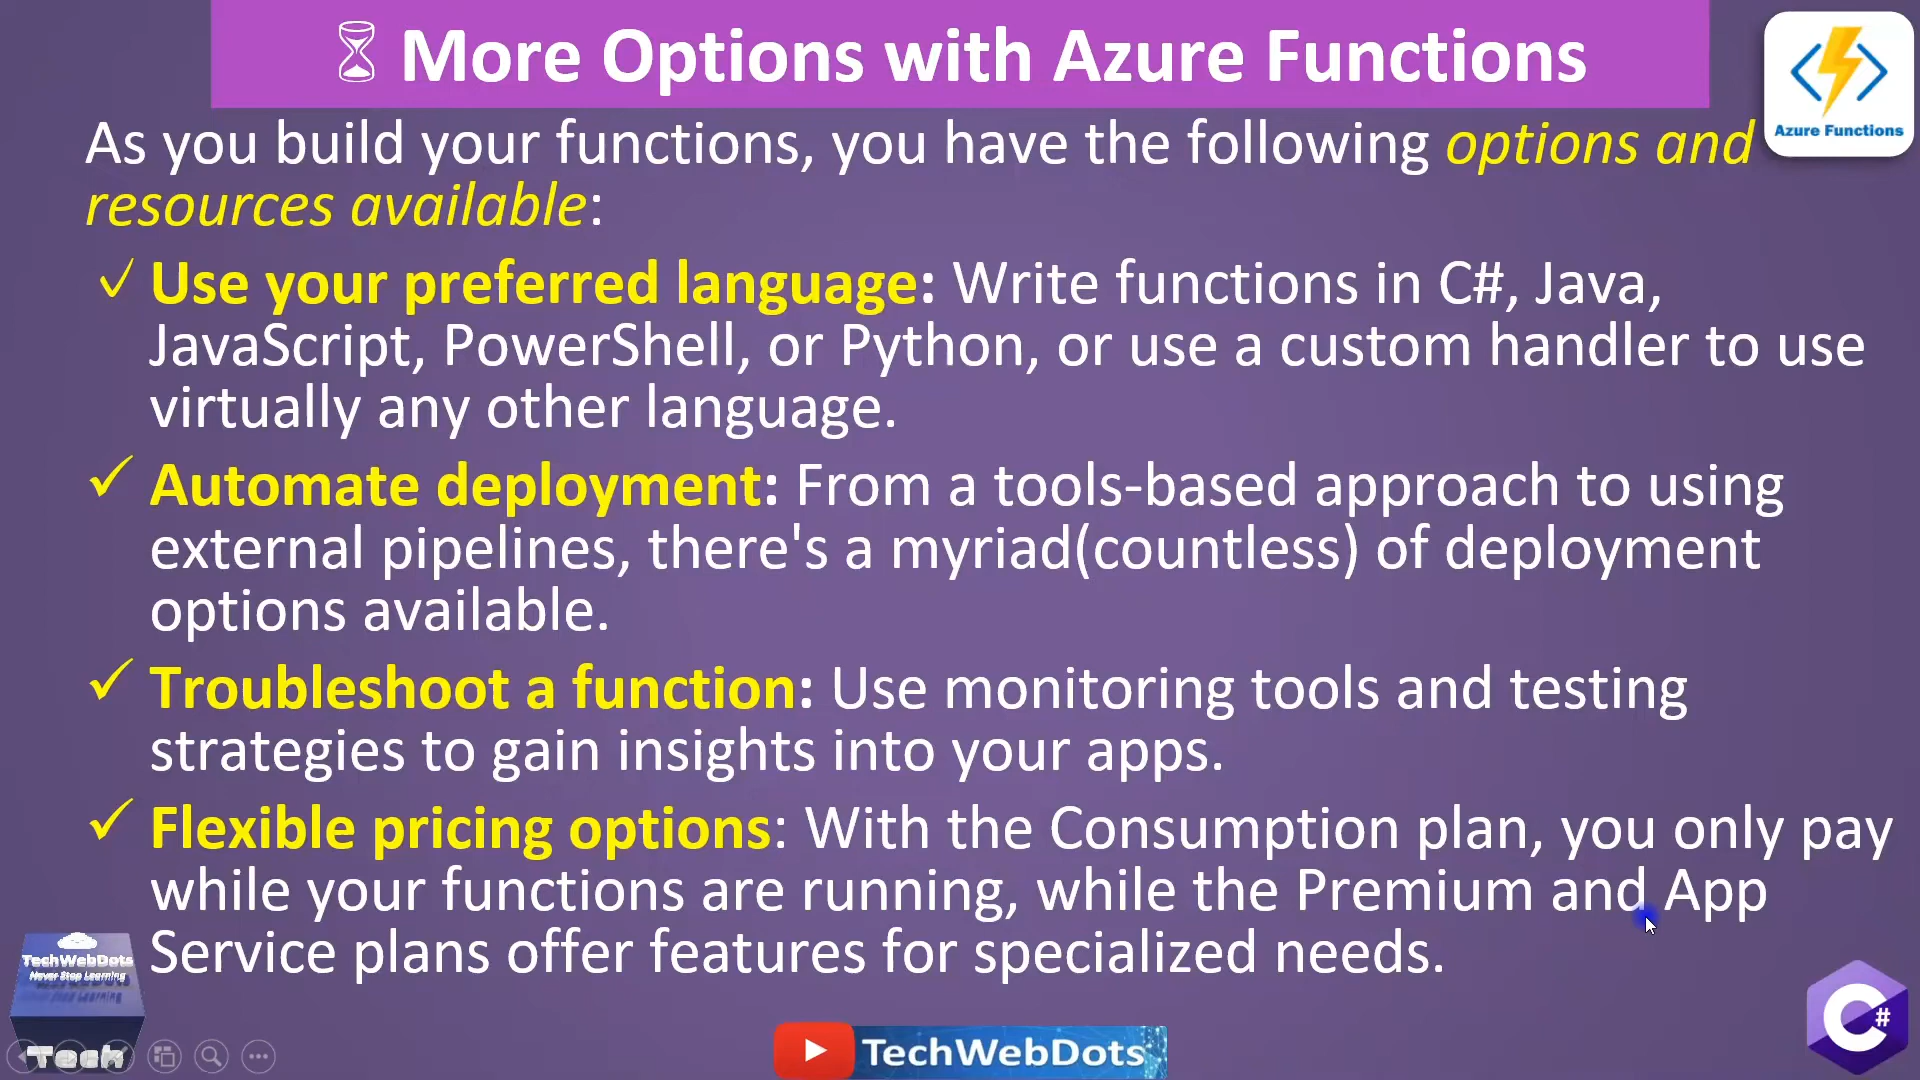 More Options with Azure Functions
Azure Functions
As you build your functions, you have the following options and
resources available:
✓ Use your preferred language: Write functions in C#, Java,
JavaScript, PowerShell, or Python, or use a custom handler to use
virtually any other language.
✓ Automate deployment: From a tools-based approach to using
external pipelines, there's a myriad(countless) of deployment
options available.
✓ Troubleshoot a function: Use monitoring tools and testing
strategies to gain insights into your apps.
✓ Flexible pricing options: With the Consumption plan, you only pay
while your functions are running, while the Premium and App
Service plans offer features for specialized needs.
TechWebDots
Never Stop Learning
Tech
TechWebDots
C#